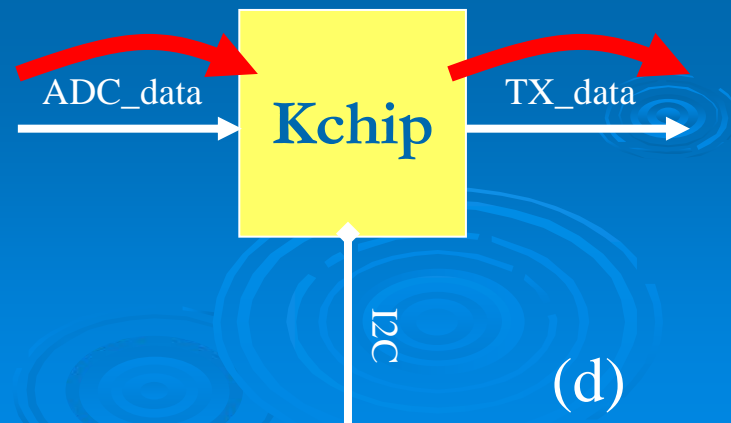 ADC_data
Kchip
TX_data
I2C
(d)